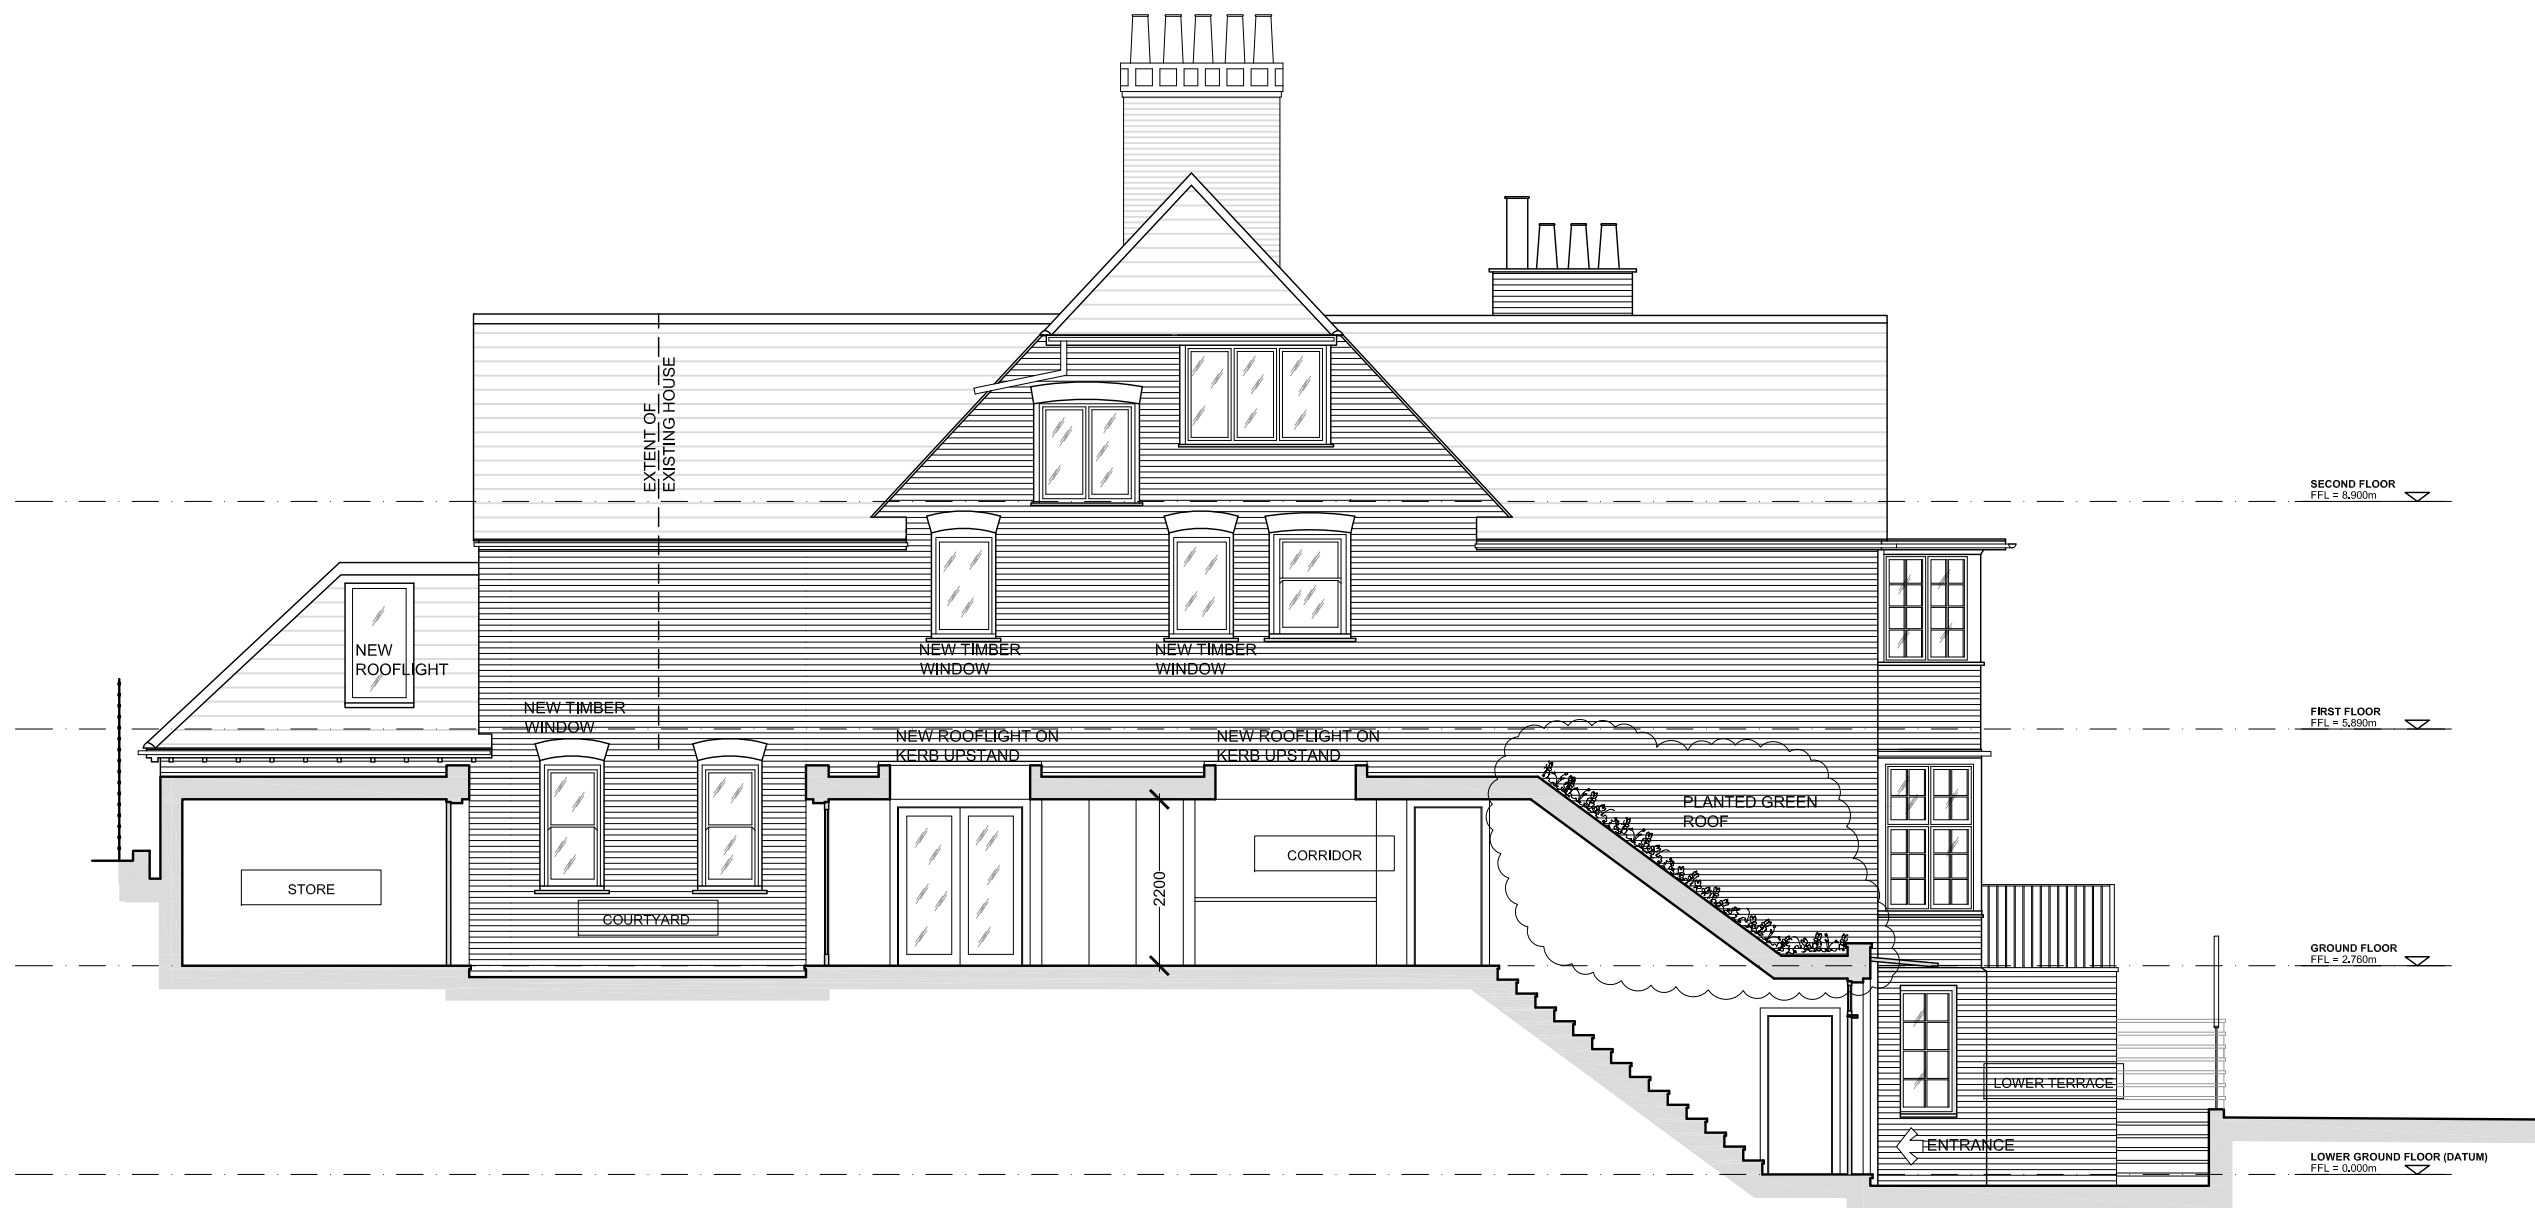 EXTENT OF
EXISTING HOUSE
SECOND FLOOR
FFL = 8.900m
NEW
ROOFLIGHT
NEW TIMBER
WINDOW
NEW TIMBER
WINDOW
NEW TIMBER
WINDOW
FIRST FLOOR
FFL = 5.890m
NEW ROOFLIGHT ON
KERB UPSTAND
NEW ROOFLIGHT ON
KERB UPSTAND
PLANTED GREEN
ROOF
STORE
COURTYARD
2200
CORRIDOR
GROUND FLOOR
FFL = 2.760m
LOWER TERRACE
ENTRANCE
LOWER GROUND FLOOR (DATUM)
FFL = 0.000m